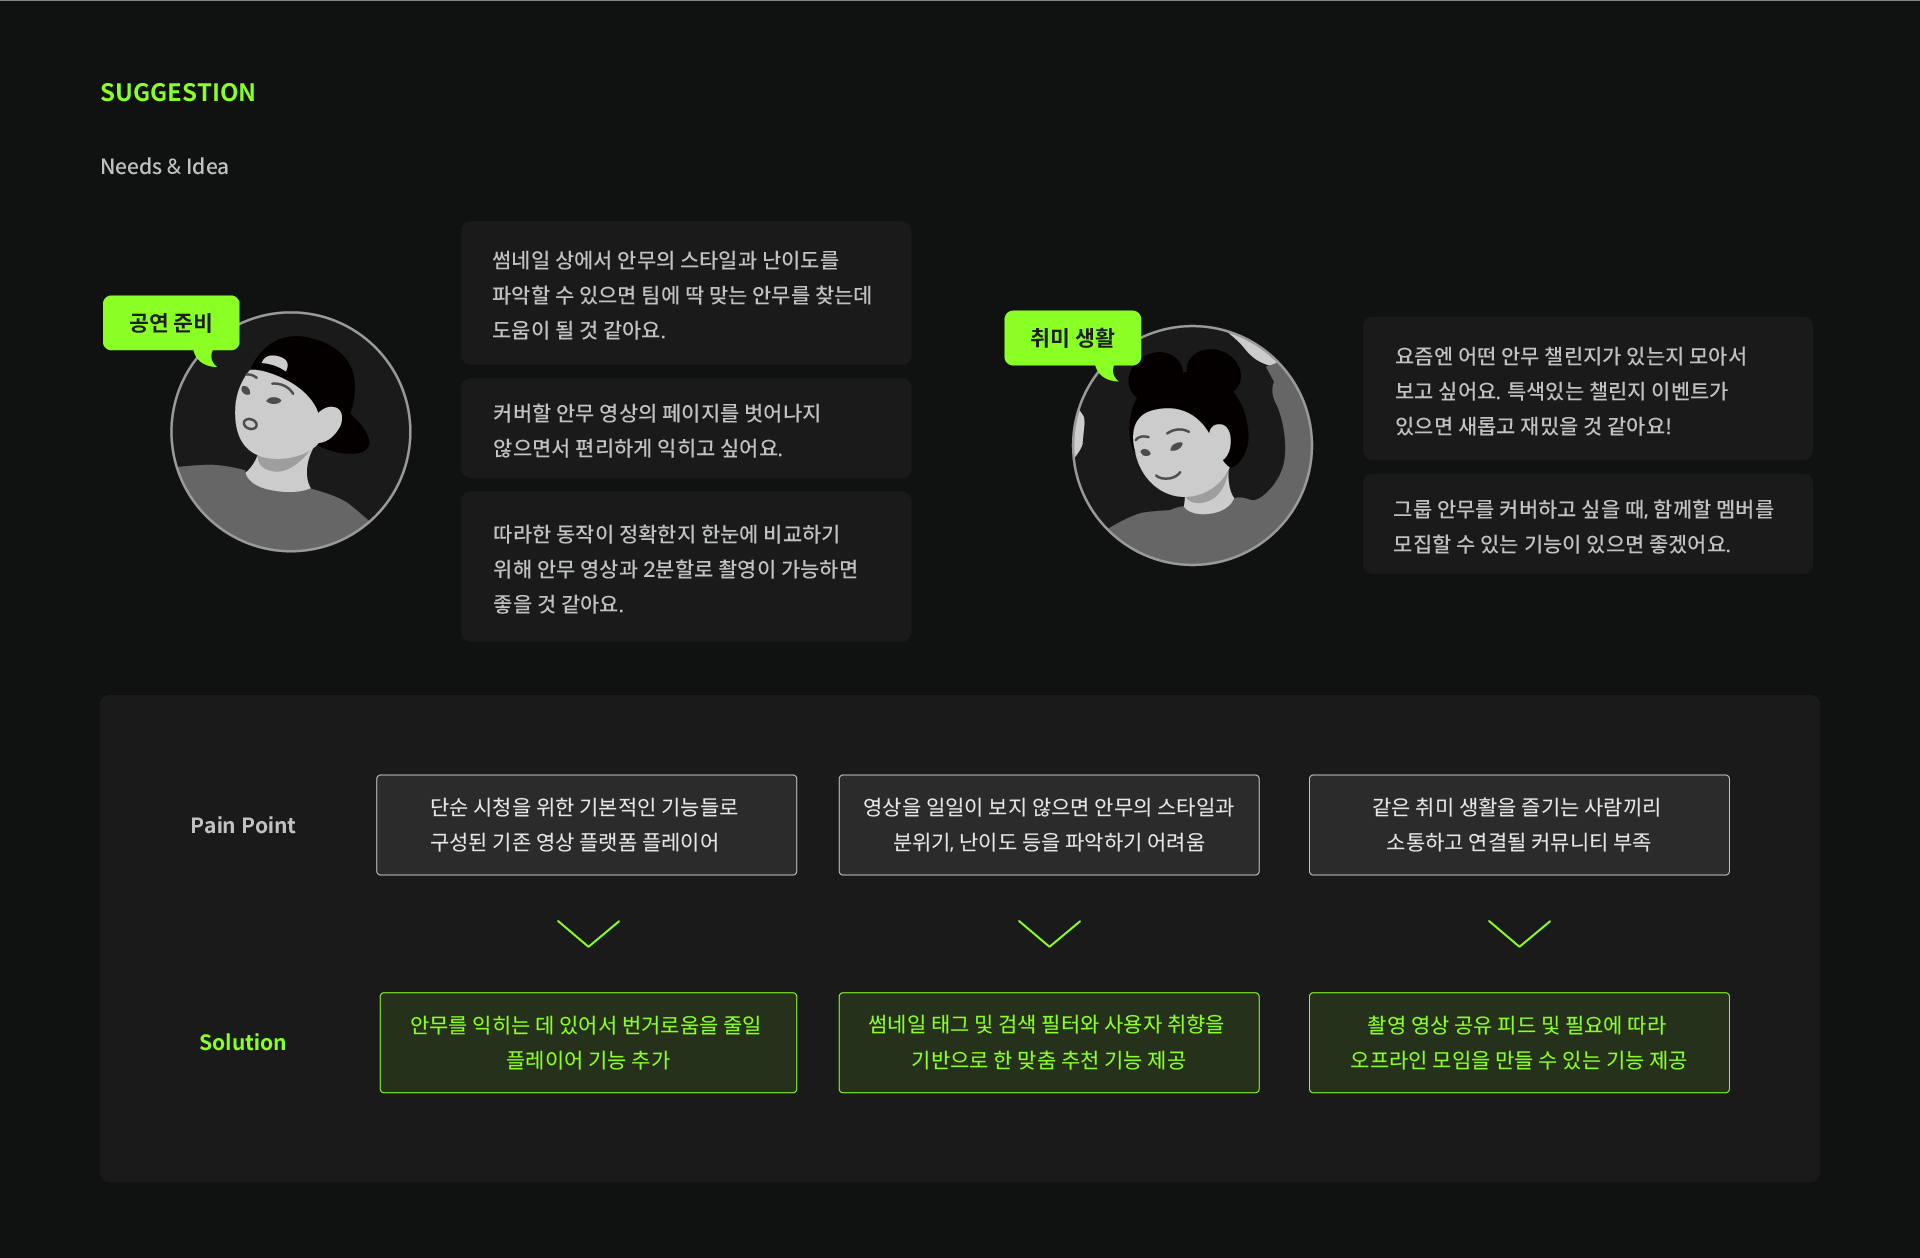 SUGGESTION
Needs & Idea
공연 준비
썸네일 상에서 안무의 스타일과 난이도를
파악할 수 있으면 팀에 딱 맞는 안무를 찾는데
도움이 될 것 같아요.
커버할 안무 영상의 페이지를 벗어나지
않으면서 편리하게 익히고 싶어요.
따라한 동작이 정확한지 한눈에 비교하기
위해 안무 영상과 2분할로 촬영이 가능하면
좋을 것 같아요.
취미 생활
요즘엔 어떤 안무 챌린지가 있는지 모아서
보고 싶어요. 특색있는 챌린지 이벤트가
있으면 새롭고 재밌을 것 같아요!
그룹 안무를 커버하고 싶을 때, 함께할 멤버를
모집할 수 있는 기능이 있으면 좋겠어요.
Pain Point
단순 시청을 위한 기본적인 기능들로
구성된 기존 영상 플랫폼 플레이어
영상을 일일이 보지 않으면 안무의 스타일과
분위기, 난이도 등을 파악하기 어려움
같은 취미 생활을 즐기는 사람끼리
소통하고 연결될 커뮤니티 부족
Solution
안무를 익히는 데 있어서 번거로움을 줄일
플레이어 기능 추가
썸네일 태그 및 검색 필터와 사용자 취향을
기반으로 한 맞춤 추천 기능 제공
촬영 영상 공유 피드 및 필요에 따라
오프라인 모임을 만들 수 있는 기능 제공